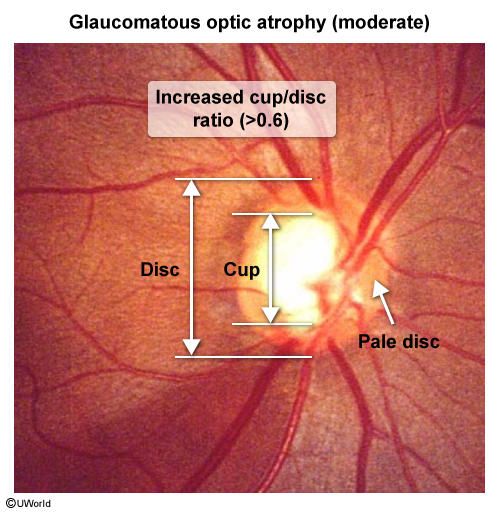 Glaucomatous optic atrophy (moderate)
Increased cup/disc
ratio (>0.6)
Disc
Cup
Pale disc
©UWorld